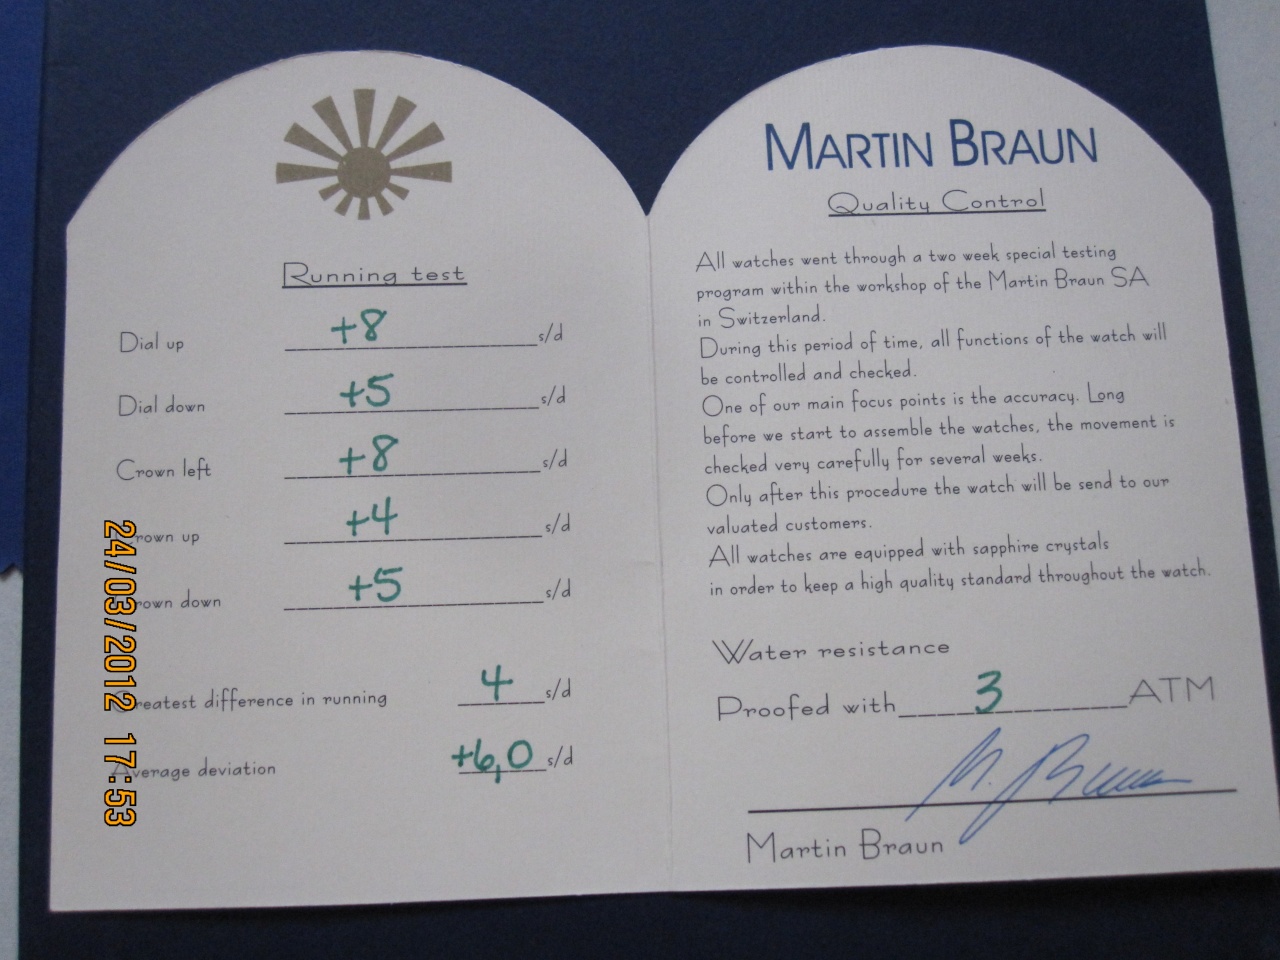 Running test
Dial up +8 s/d
Dial down +5 s/d
Crown left +8 s/d
Crown up +4 s/d
Crown down +5 s/d
Greatest difference in running 4 s/d
Average deviation +6,0 s/d
MARTIN BRAUN
Quality Control
All watches went through a two week special testing
program within the workshop of the Martin Braun SA
in Switzerland.
During this period of time, all functions of the watch will
be controlled and checked.
One of our main focus points is the accuracy. Long
before we start to assemble the watches, the movement is
checked very carefully for several weeks.
Only after this procedure the watch will be send to our
valuated customers.
All watches are equipped with sapphire crystals
in order to keep a high quality standard throughout the watch.
Water resistance
Proofed with 3 ATM
M. Braun
Martin Braun
24/03/2012 17:53